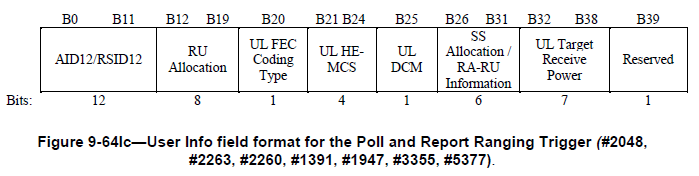 B0 B11 B12 B19 B20 B21 B24 B25 B26 B31 B32 B38 B39
AID12/RSID12
RU
Allocation
UL FEC
Coding
Type
UL HE-
MCS
UL
DCM
SS
Allocation /
RA-RU
Information
UL Target
Receive
Power
Reserved
Bits: 12 8 1 4 1 6 7 1
Figure 9-64lc—User Info field format for the Poll and Report Ranging Trigger (#2048,
#2263, #2260, #1391, #1947, #3355, #5377).